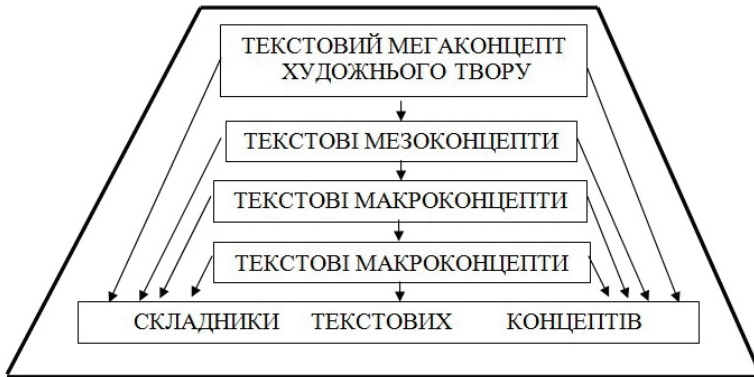 ТЕКСТОВИЙ МЕГАКОНЦЕПТ
ХУДОЖНЬОГО ТВОРУ
ТЕКСТОВІ МЕЗОКОНЦЕПТИ
ТЕКСТОВІ МАКРОКОНЦЕПТИ
ТЕКСТОВІ МАКРОКОНЦЕПТИ
СКЛАДНИКИ ТЕКСТОВИХ КОНЦЕПТІВ